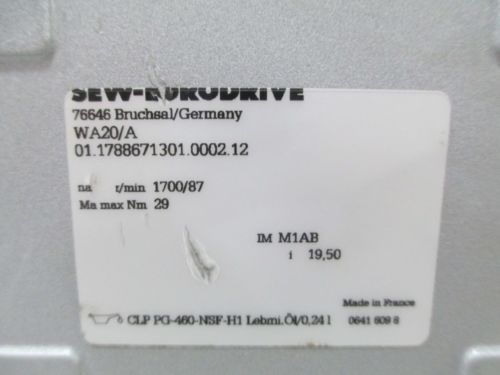 SEW-EURODRIVE
76646 Bruchsal/Germany
WA20/A
01.1788671301.0002.12
na r/min 1700/87
Ma max Nm 29
IM M1AB
i 19,50
Made in France
CLP PG-460-NSF-H1 Lebmi.Öl/0,24 l
0641 609 8